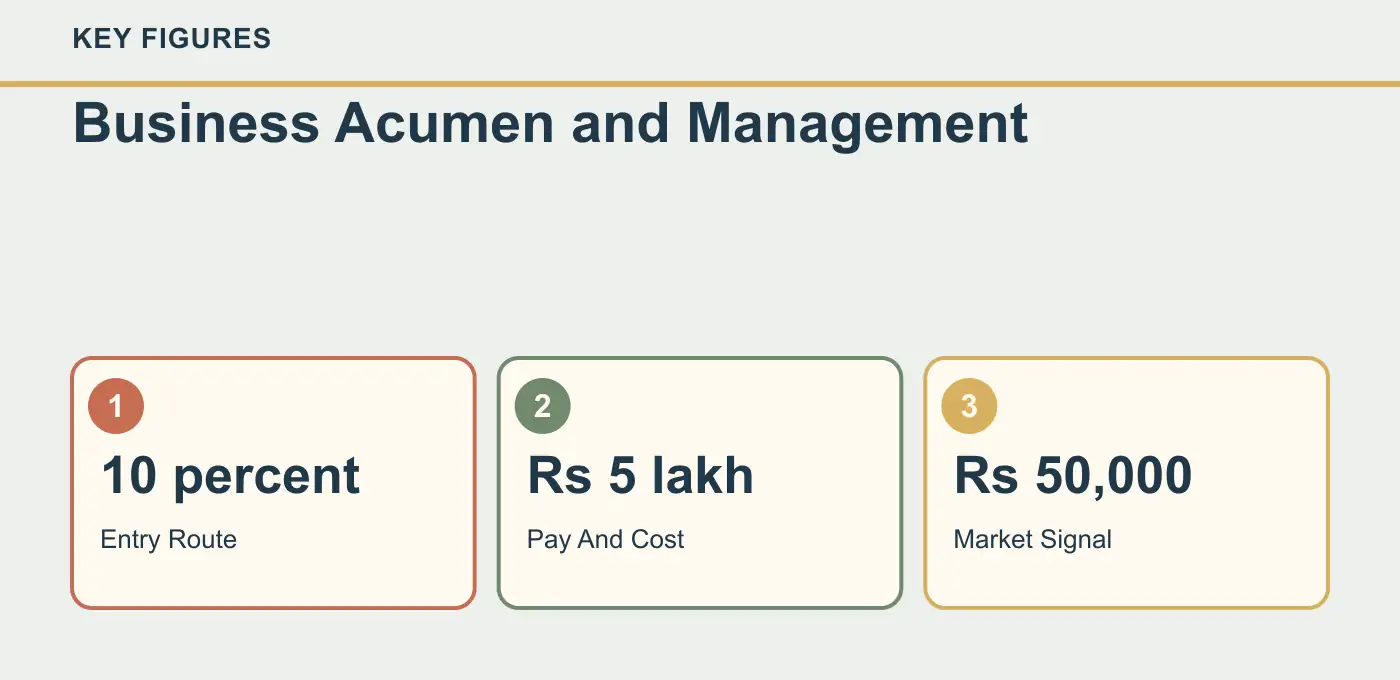 KEY FIGURES
Business Acumen and Management
1
10 percent
Entry Route
2
Rs 5 lakh
Pay And Cost
3
Rs 50,000
Market Signal